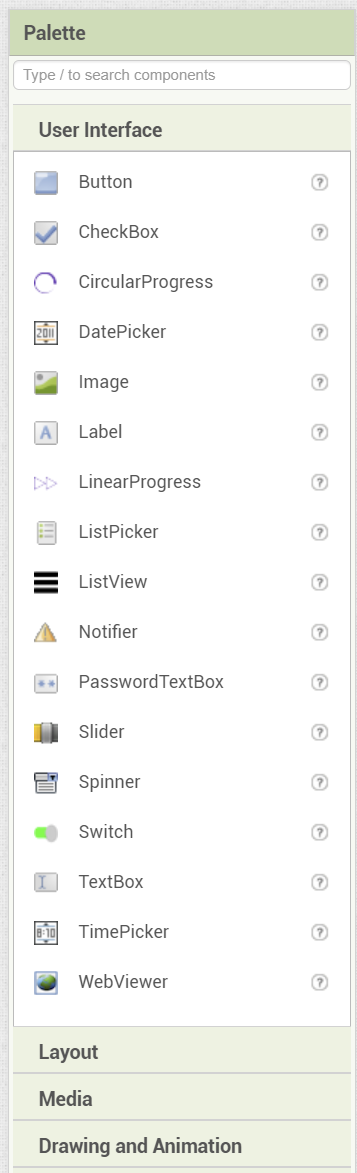 Palette
Type / to search components
User Interface
Button ?
CheckBox ?
CircularProgress ?
2011 DatePicker ?
Image ?
A Label ?
LinearProgress ?
ListPicker ?
ListView ?
Notifier ?
** PasswordTextBox ?
Slider ?
Spinner ?
Switch ?
TextBox ?
8:10 TimePicker ?
WebViewer ?
Layout
Media
Drawing and Animation